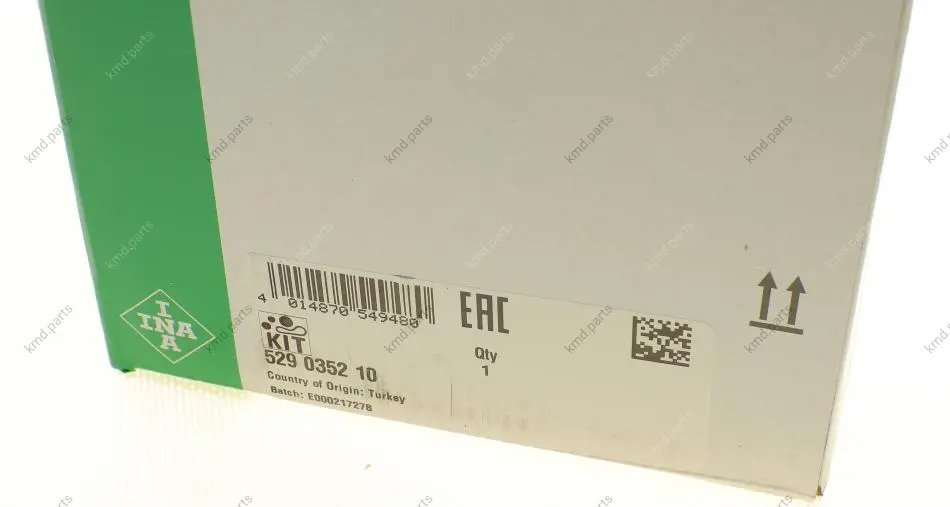 4 014870 549480
EAC
KIT
529 0352 10
Qty
1
Country of Origin: Turkey
Batch: E000217278
I
INA
A
kmd.parts